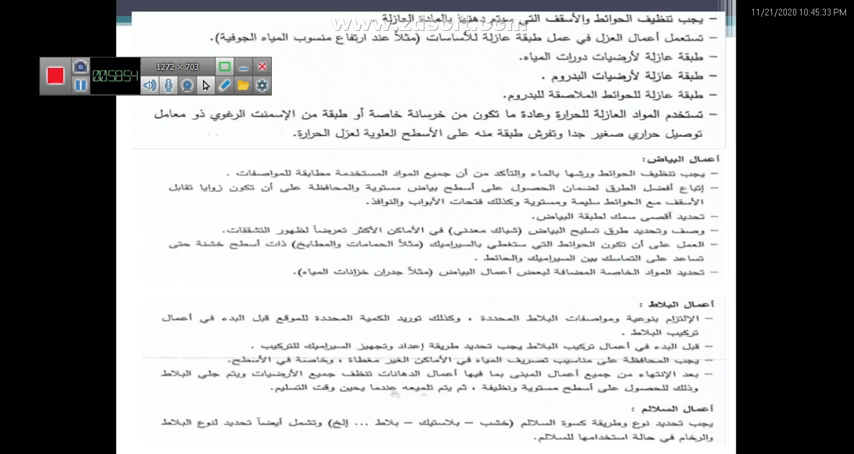 11/21/2020 10:45:33 PM
www.zdsoft.com
– يجب تنظيف الحوائط والأسقف التي سيتم دهنها بالمادة العازلة
– تستعمل أعمال العزل في عمل طبقة عازلة للأساسات (مثلاً عند ارتفاع منسوب المياه الجوفية).
– طبقة عازلة لأرضيات دورات المياه.
00:58:54
1272 × 703
– طبقة عازلة لأرضيات البدروم .
– طبقة عازلة للحوائط الملاصقة للبدروم.
– تستخدم المواد العازلة للحرارة وعادة ما تكون من خرسانة خاصة أو طبقة من الإسمنت الرغوي ذو معامل
توصيل حراري صغير جدا وتفرش طبقة منه على الأسطح العلوية لعزل الحرارة.
أعمال البياض:
– يجب تنظيف الحوائط ورشها بالماء والتأكد من أن جميع المواد المستخدمة مطابقة للمواصفات .
– إتباع أفضل الطرق لضمان الحصول على أسطح بياض مستوية والمحافظة على أن تكون زوايا تقابل
الأسقف مع الحوائط سليمة ومستوية وكذلك فتحات الأبواب والنوافذ.
– تحديد أقصى سمك لطبقة البياض.
– وصف وتحديد طرق تسليح البياض (شباك معدني) في الأماكن الأكثر تعرضاً لظهور التشققات.
– العمل على أن تكون الحوائط التي ستغطي بالسيراميك (مثلاً الحمامات والمطابخ) ذات أسطح خشنة حتى
تساعد على التماسك بين السيراميك والحائط .
– تحديد المواد الخاصة المضافة لبعض أعمال البياض (مثلاً جدران خزانات المياه).
أعمال البلاط :
– الإلتزام بنوعية ومواصفات البلاط المحددة ، وكذلك توريد الكمية المحددة للموقع قبل البدء في أعمال
تركيب البلاط .
– قبل البدء في أعمال تركيب البلاط يجب تحديد طريقة إعداد وتجهيز السيراميك للتركيب .
– يجب المحافظة على مناسيب تصريف المياه في الأماكن الغير مغطاة ، وخاصة في الأسطح.
– بعد الإنتهاء من جميع أعمال المبنى بما فيها أعمال الدهانات تنظف جميع الأرضيات ويتم جلي البلاط
وذلك للحصول على أسطح مستوية ونظيفة ، ثم يتم تلميعه عندما يحين وقت التسليم.
أعمال السلالم :
يجب تحديد نوع وطريقة كسوة السلالم (خشب – بلاستيك – بلاط ... إلخ) وتشمل أيضاً تحديد لنوع البلاط
والرخام في حالة استخدامها للسلالم.